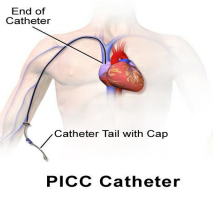 End of
Catheter
Catheter Tail with Cap
PICC Catheter